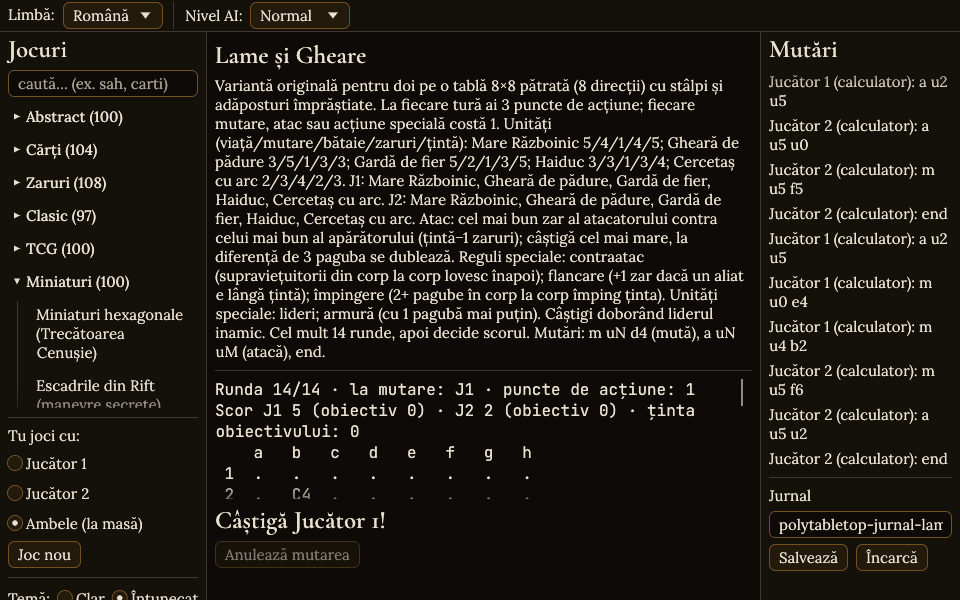 Limbă:
Română ▼
Nivel AI:
Normal ▼
Jocuri
caută... (ex. sah, carti)
▸ Abstract (100)
▸ Cărți (104)
▸ Zaruri (108)
▸ Clasic (97)
▸ TCG (100)
▾ Miniaturi (100)
Miniaturi hexagonale
(Trecătoarea
Cenușie)
Escadrile din Rift
(manevre secrete)
Tu joci cu:
Jucător 1
Jucător 2
Ambele (la masă)
Joc nou
Temă: Clar Întunecat
Lame și Gheare
Variantă originală pentru doi pe o tablă 8×8 pătrată (8 direcții) cu stâlpi și
adăposturi împrăștiate. La fiecare tură ai 3 puncte de acțiune; fiecare
mutare, atac sau acțiune specială costă 1. Unități
(viață/mutare/bătaie/zaruri/țintă): Mare Războinic 5/4/1/4/5; Gheară de
pădure 3/5/1/3/3; Gardă de fier 5/2/1/3/5; Haiduc 3/3/1/3/4; Cercetaș
cu arc 2/3/4/2/3. J1: Mare Războinic, Gheară de pădure, Gardă de fier,
Haiduc, Cercetaș cu arc. J2: Mare Războinic, Gheară de pădure, Gardă de
fier, Haiduc, Cercetaș cu arc. Atac: cel mai bun zar al atacatorului contra
celui mai bun al apărătorului (țintă−1 zaruri); câștigă cel mai mare, la
diferență de 3 paguba se dublează. Reguli speciale: contraatac
(supraviețuitorii din corp la corp lovesc înapoi); flancare (+1 zar dacă un aliat
e lângă țintă); împingere (2+ pagube în corp la corp împing ținta). Unități
speciale: lideri; armură (cu 1 pagubă mai puțin). Câștigi doborând liderul
inamic. Cel mult 14 runde, apoi decide scorul. Mutări: m uN d4 (mută), a uN
uM (atacă), end.
Runda 14/14 · la mutare: J1 · puncte de acțiune: 1
Scor J1 5 (obiectiv 0) · J2 2 (obiectiv 0) · ținta
obiectivului: 0
a b c d e f g h
1 . . . . . . . .
2 . C4 . . . . . .
Câștigă Jucător 1!
Anulează mutarea
Mutări
Jucător 1 (calculator): a u2
u5
Jucător 2 (calculator): a
u5 u0
Jucător 2 (calculator): m
u5 f5
Jucător 2 (calculator): end
Jucător 1 (calculator): a u2
u5
Jucător 1 (calculator): m
u0 e4
Jucător 1 (calculator): m
u4 b2
Jucător 2 (calculator): m
u5 f6
Jucător 2 (calculator): a
u5 u2
Jucător 2 (calculator): end
Jurnal
polytabletop-jurnal-lam
Salvează
Încarcă